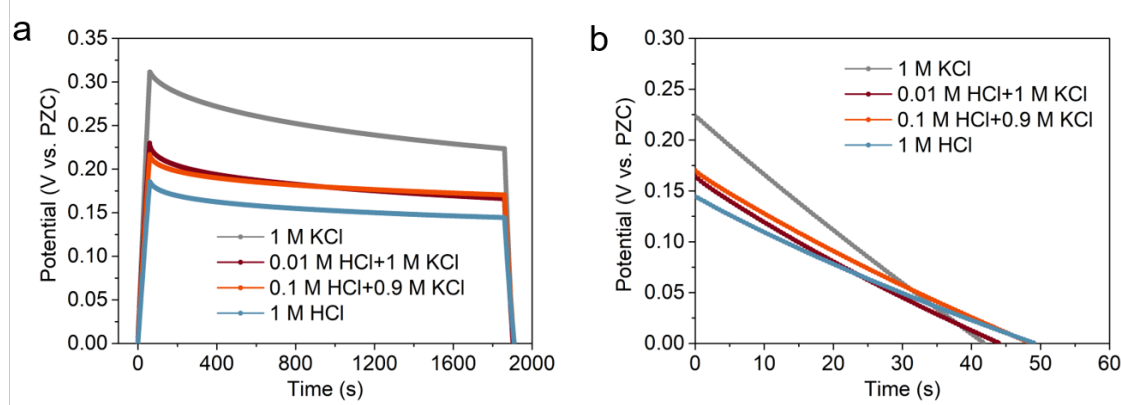 a
0.35
0.30
0.25
0.20
0.15
0.10
0.05
0.00
Potential (V vs. PZC)
1 M KCl
0.01 M HCl+1 M KCl
0.1 M HCl+0.9 M KCl
1 M HCl
0 400 800 1200 1600 2000
Time (s)
b
0.30
0.25
0.20
0.15
0.10
0.05
0.00
Potential (V vs. PZC)
1 M KCl
0.01 M HCl+1 M KCl
0.1 M HCl+0.9 M KCl
1 M HCl
0 10 20 30 40 50 60
Time (s)